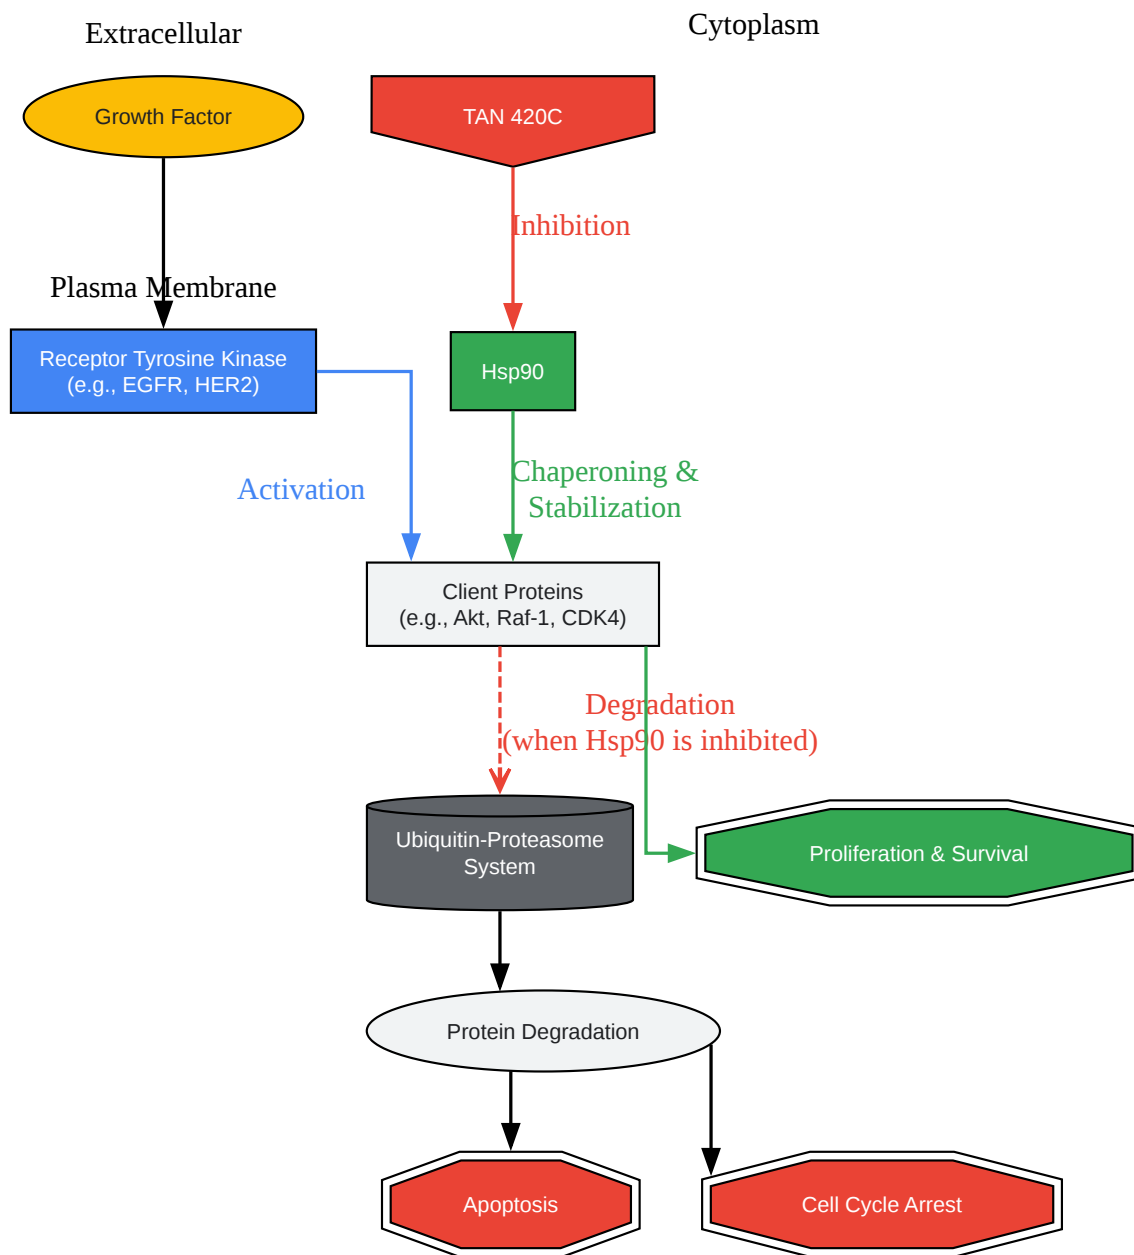 Extracellular
Cytoplasm
Growth Factor
TAN 420C
Inhibition
Plasma Membrane
Receptor Tyrosine Kinase
(e.g., EGFR, HER2)
Hsp90
Activation
Chaperoning &
Stabilization
Client Proteins
(e.g., Akt, Raf-1, CDK4)
Degradation
(when Hsp90 is inhibited)
Ubiquitin-Proteasome
System
Proliferation & Survival
Protein Degradation
Apoptosis
Cell Cycle Arrest